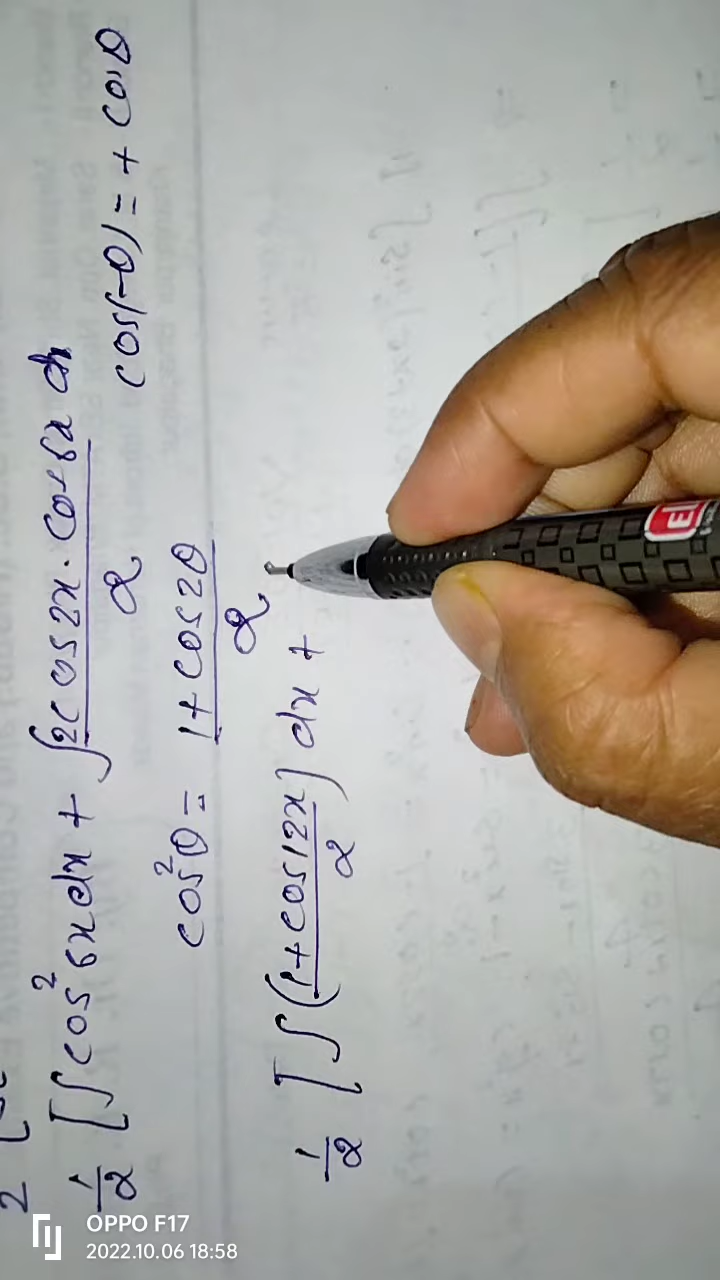 1/2 [∫cos²6x dx + ∫ 2cos2x · cos6x/2 dx
cos(-θ) = + cosθ
cos²θ = 1 + cos2θ/2
1/2 [∫(1 + cos12x/2) dx +
OPPO F17
2022.10.06 18:58